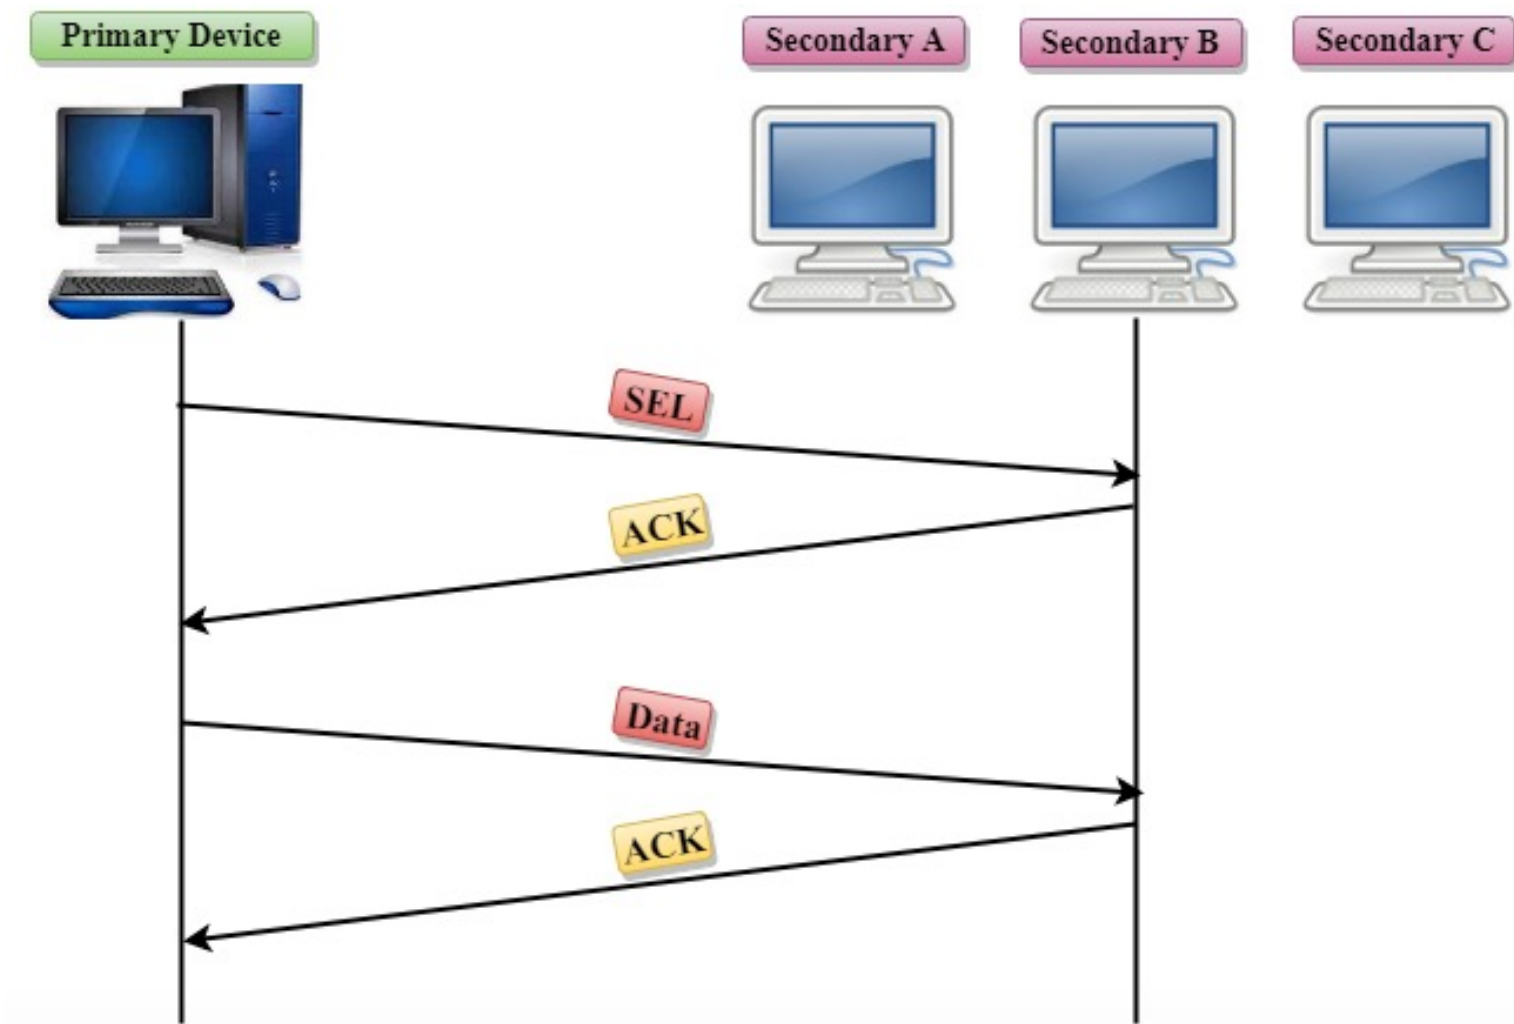 Primary Device
Secondary A
Secondary B
Secondary C
SEL
ACK
Data
ACK